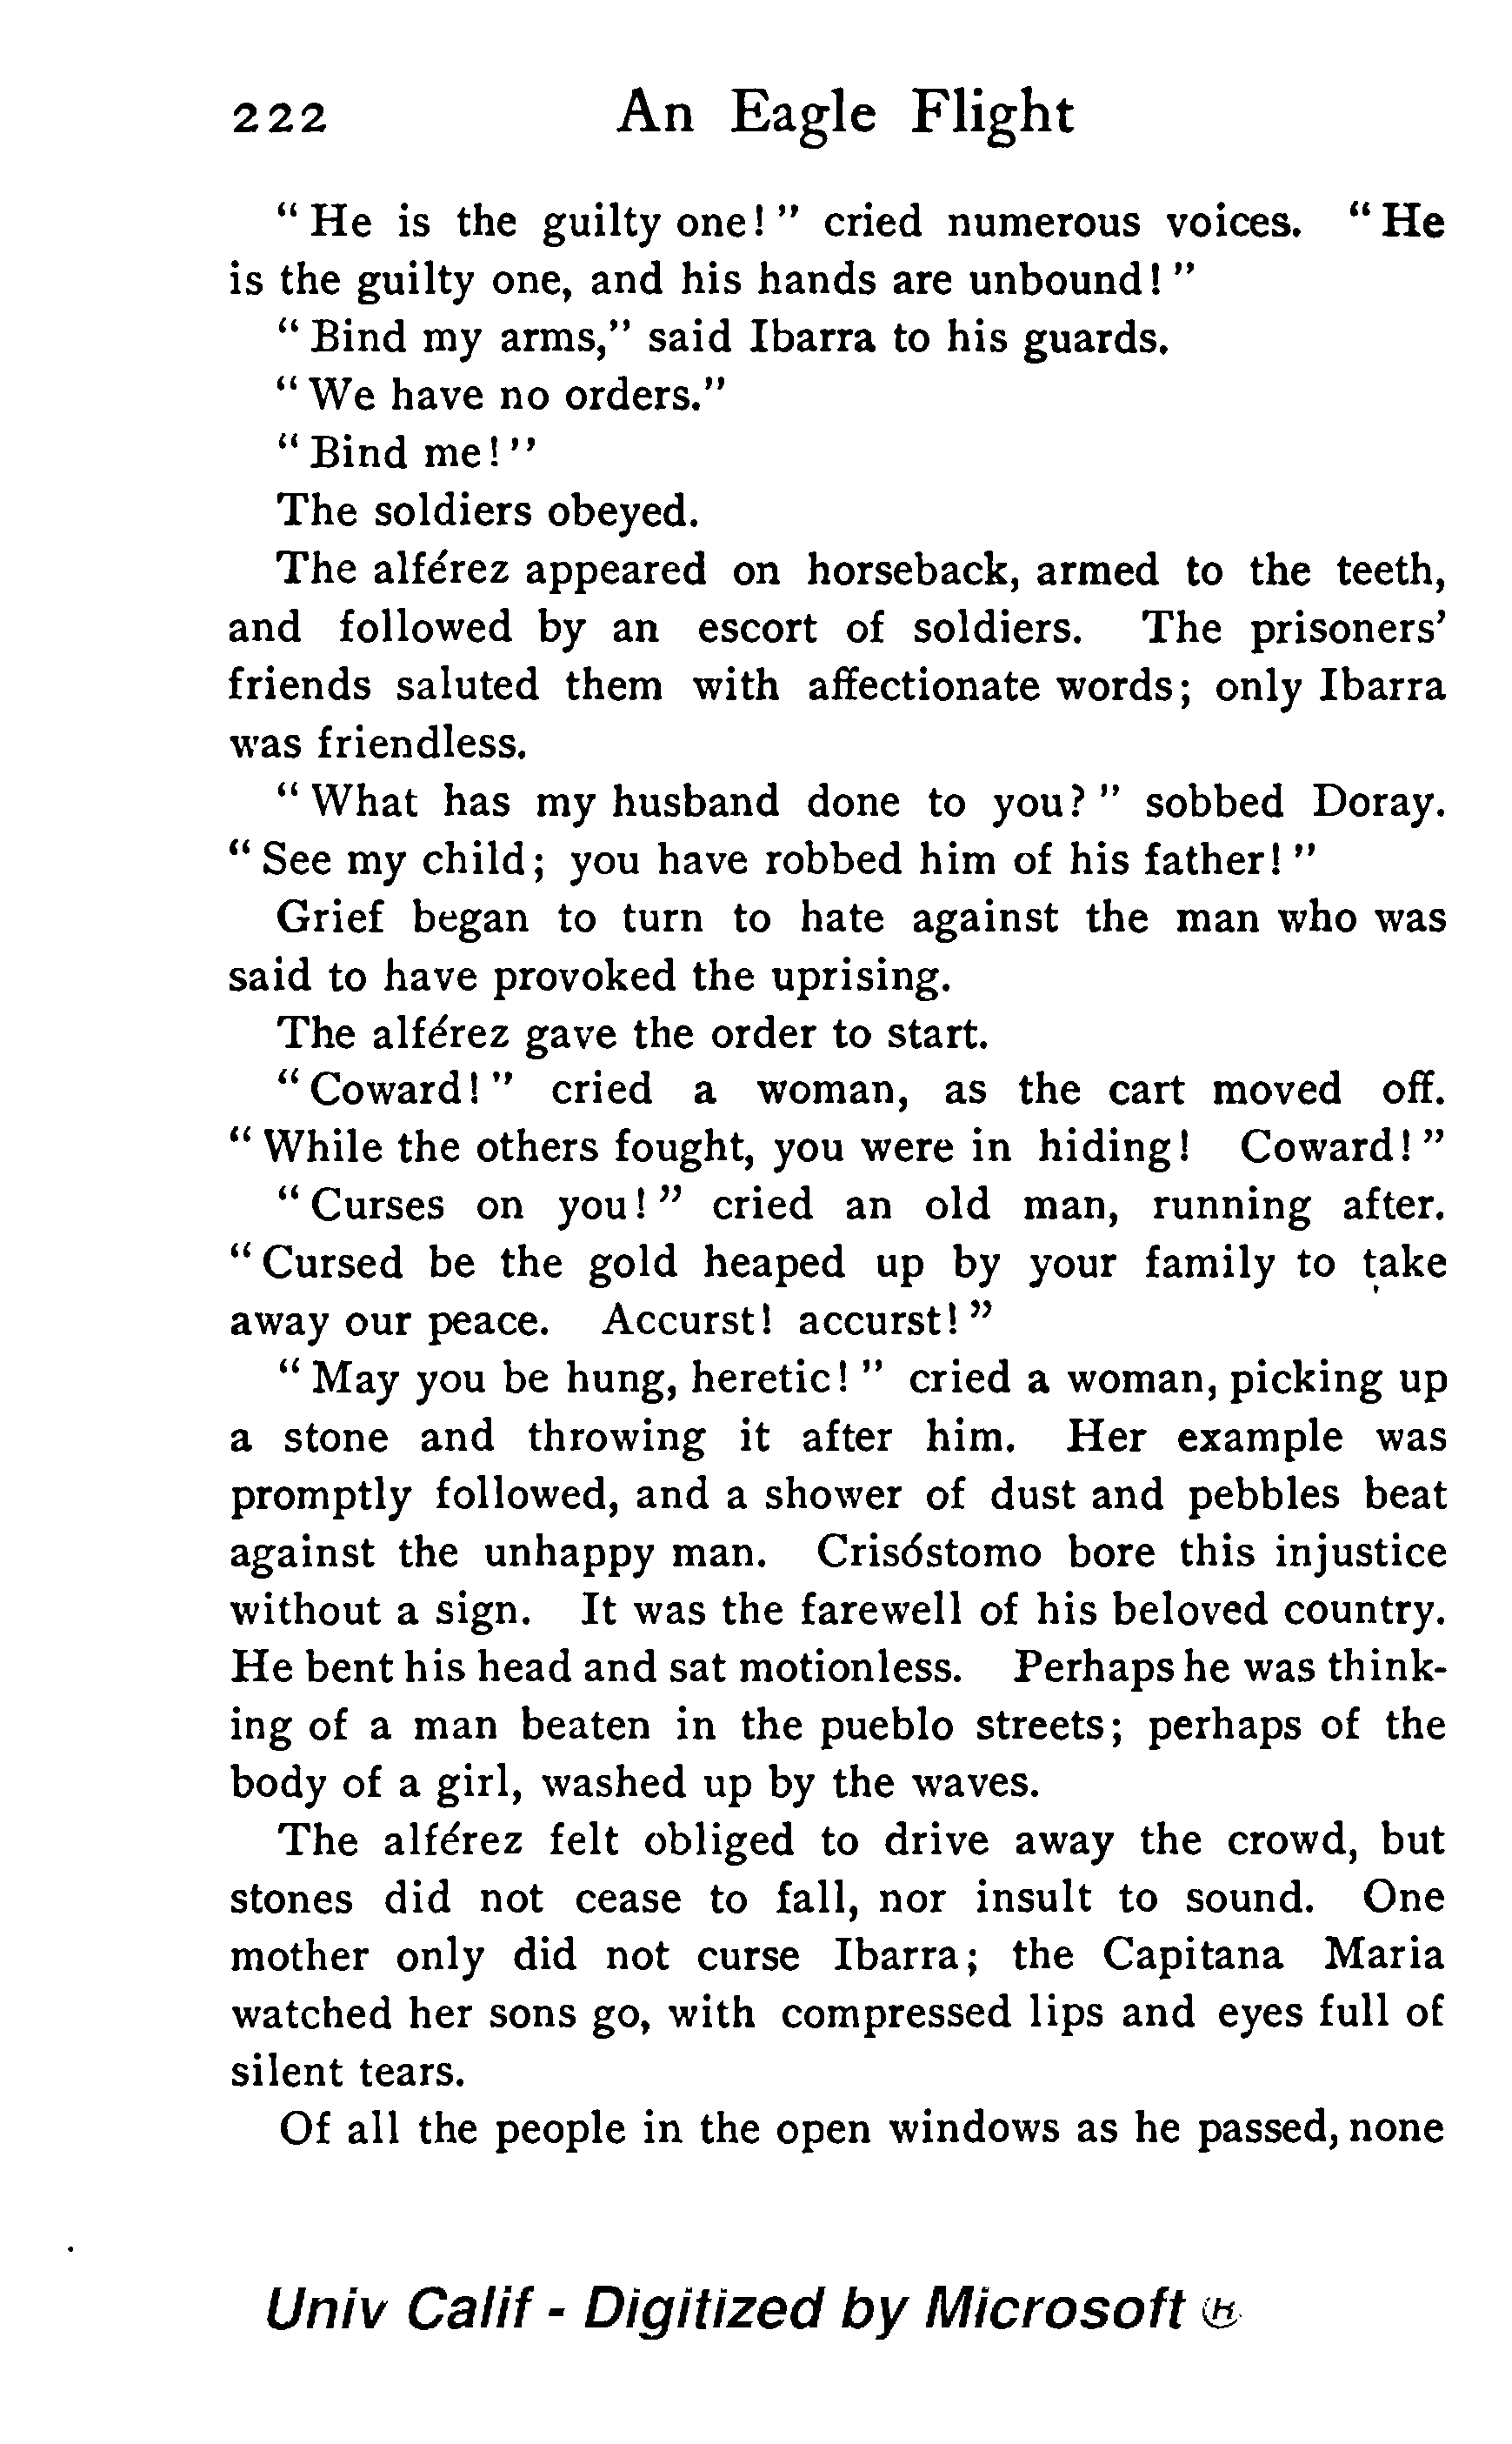 222 An Eagle Flight
" He is the guilty one! " cried numerous voices. " He
is the guilty one, and his hands are unbound! "
" Bind my arms," said Ibarra to his guards.
" We have no orders."
" Bind me! "
The soldiers obeyed.
The alférez appeared on horseback, armed to the teeth,
and followed by an escort of soldiers. The prisoners'
friends saluted them with affectionate words; only Ibarra
was friendless.
" What has my husband done to you? " sobbed Doray.
" See my child; you have robbed him of his father! "
Grief began to turn to hate against the man who was
said to have provoked the uprising.
The alférez gave the order to start.
" Coward! " cried a woman, as the cart moved off.
" While the others fought, you were in hiding! Coward! "
" Curses on you! " cried an old man, running after.
" Cursed be the gold heaped up by your family to take
away our peace. Accurst! accurst! "
" May you be hung, heretic! " cried a woman, picking up
a stone and throwing it after him. Her example was
promptly followed, and a shower of dust and pebbles beat
against the unhappy man. Crisóstomo bore this injustice
without a sign. It was the farewell of his beloved country.
He bent his head and sat motionless. Perhaps he was think-
ing of a man beaten in the pueblo streets; perhaps of the
body of a girl, washed up by the waves.
The alférez felt obliged to drive away the crowd, but
stones did not cease to fall, nor insult to sound. One
mother only did not curse Ibarra; the Capitana Maria
watched her sons go, with compressed lips and eyes full of
silent tears.
Of all the people in the open windows as he passed, none
Univ Calif - Digitized by Microsoft ®